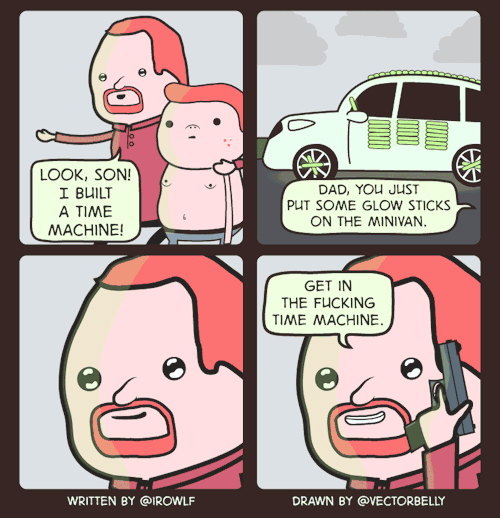 LOOK, SON!
I BUILT
A TIME
MACHINE!
DAD, YOU JUST
PUT SOME GLOW STICKS
ON THE MINIVAN.
GET IN
THE FUCKING
TIME MACHINE.
WRITTEN BY @IROWLF
DRAWN BY @VECTORBELLY